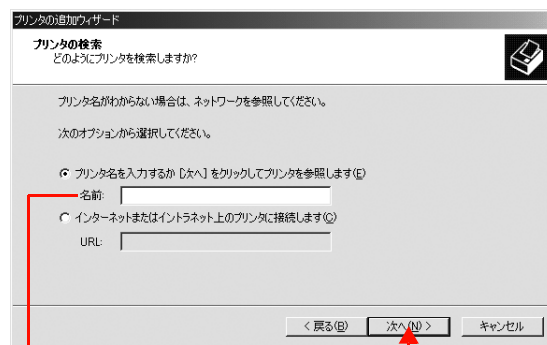 プリンタの追加ウィザード
プリンタの検索
どのようにプリンタを検索しますか?
プリンタ名がわからない場合は、ネットワークを参照してください。
次のオプションから選択してください。
プリンタ名を入力するか [次へ] をクリックしてプリンタを参照します(E)
名前:
インターネットまたはイントラネット上のプリンタに接続します(C)
URL:
< 戻る(B) 次へ(N) > キャンセル